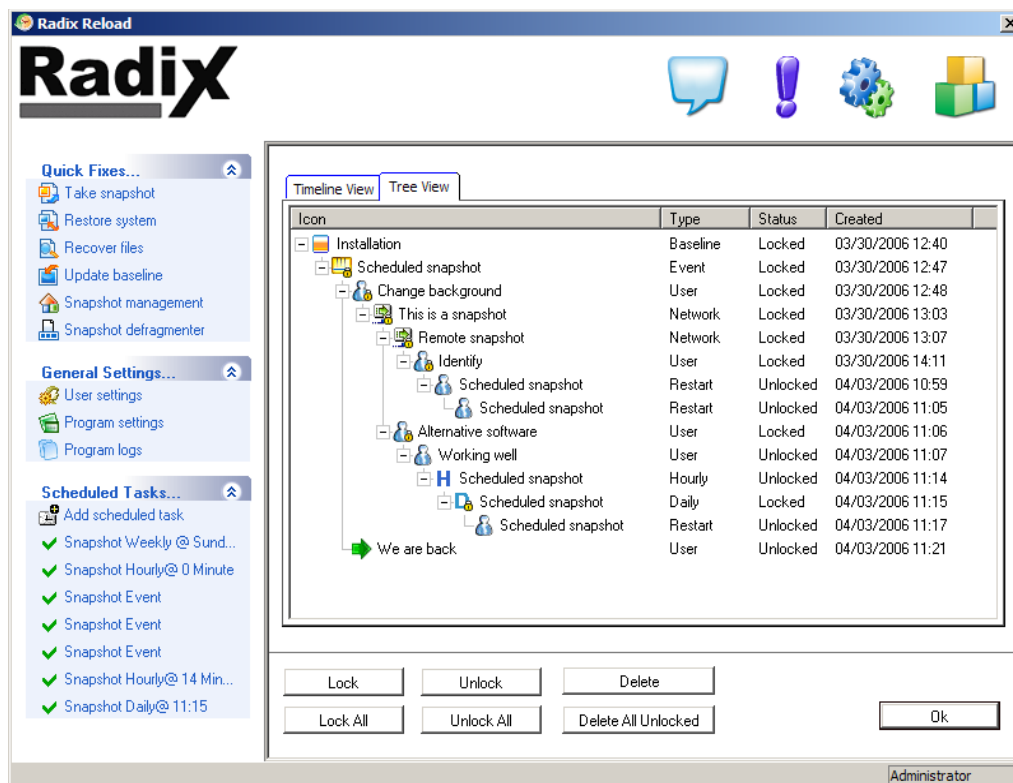 Radix Reload
Radix
Quick Fixes...
Take snapshot
Restore system
Recover files
Update baseline
Snapshot management
Snapshot defragmenter
General Settings...
User settings
Program settings
Program logs
Scheduled Tasks...
Add scheduled task
Snapshot Weekly @ Sund...
Snapshot Hourly@ 0 Minute
Snapshot Event
Snapshot Event
Snapshot Event
Snapshot Hourly@ 14 Min...
Snapshot Daily@ 11:15
Timeline View Tree View
Icon Type Status Created
Installation Baseline Locked 03/30/2006 12:40
Scheduled snapshot Event Locked 03/30/2006 12:47
Change background User Locked 03/30/2006 12:48
This is a snapshot Network Locked 03/30/2006 13:03
Remote snapshot Network Locked 03/30/2006 13:07
Identify User Locked 03/30/2006 14:11
Scheduled snapshot Restart Unlocked 04/03/2006 10:59
Scheduled snapshot Restart Unlocked 04/03/2006 11:05
Alternative software User Locked 04/03/2006 11:06
Working well User Unlocked 04/03/2006 11:07
H Scheduled snapshot Hourly Unlocked 04/03/2006 11:14
D Scheduled snapshot Daily Locked 04/03/2006 11:15
Scheduled snapshot Restart Unlocked 04/03/2006 11:17
We are back User Unlocked 04/03/2006 11:21
Lock Unlock Delete
Lock All Unlock All Delete All Unlocked
Ok
Administrator